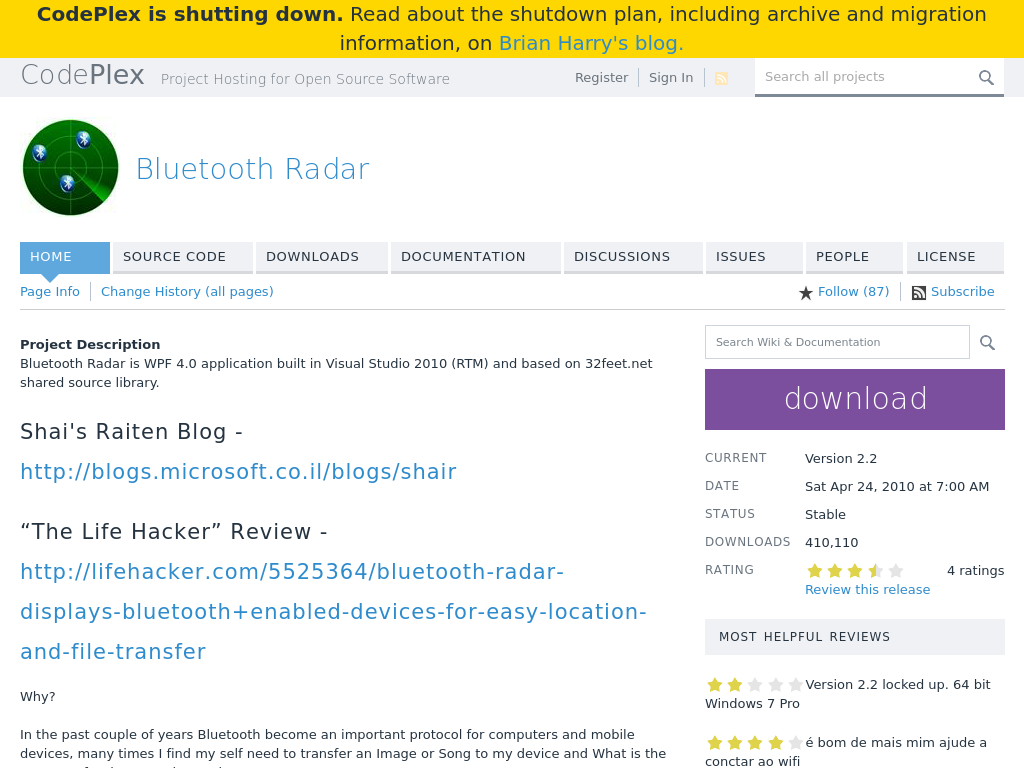 CodePlex is shutting down. Read about the shutdown plan, including archive and migration
information, on Brian Harry's blog.
CodePlex Project Hosting for Open Source Software
Register Sign In
Search all projects
Bluetooth Radar
HOME SOURCE CODE DOWNLOADS DOCUMENTATION DISCUSSIONS ISSUES PEOPLE LICENSE
Page Info Change History (all pages)
Follow (87) Subscribe
Project Description
Bluetooth Radar is WPF 4.0 application built in Visual Studio 2010 (RTM) and based on 32feet.net
shared source library.
Shai's Raiten Blog -
http://blogs.microsoft.co.il/blogs/shair
“The Life Hacker” Review -
http://lifehacker.com/5525364/bluetooth-radar-
displays-bluetooth+enabled-devices-for-easy-location-
and-file-transfer
Why?
In the past couple of years Bluetooth become an important protocol for computers and mobile
devices, many times I find my self need to transfer an Image or Song to my device and What is the
Search Wiki & Documentation
download
CURRENT Version 2.2
DATE Sat Apr 24, 2010 at 7:00 AM
STATUS Stable
DOWNLOADS 410,110
RATING 4 ratings
Review this release
MOST HELPFUL REVIEWS
Version 2.2 locked up. 64 bit
Windows 7 Pro
é bom de mais mim ajude a
conctar ao wifi